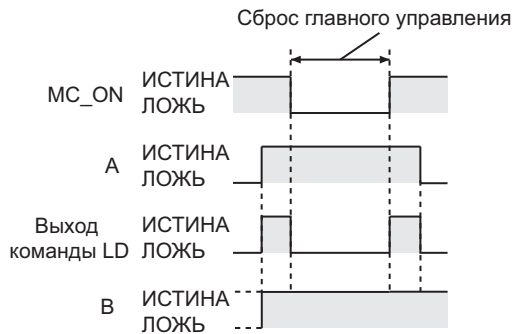 Сброс главного управления
MC_ON
ИСТИНА
ЛОЖЬ
A
ИСТИНА
ЛОЖЬ
Выход
команды LD
ИСТИНА
ЛОЖЬ
B
ИСТИНА
ЛОЖЬ